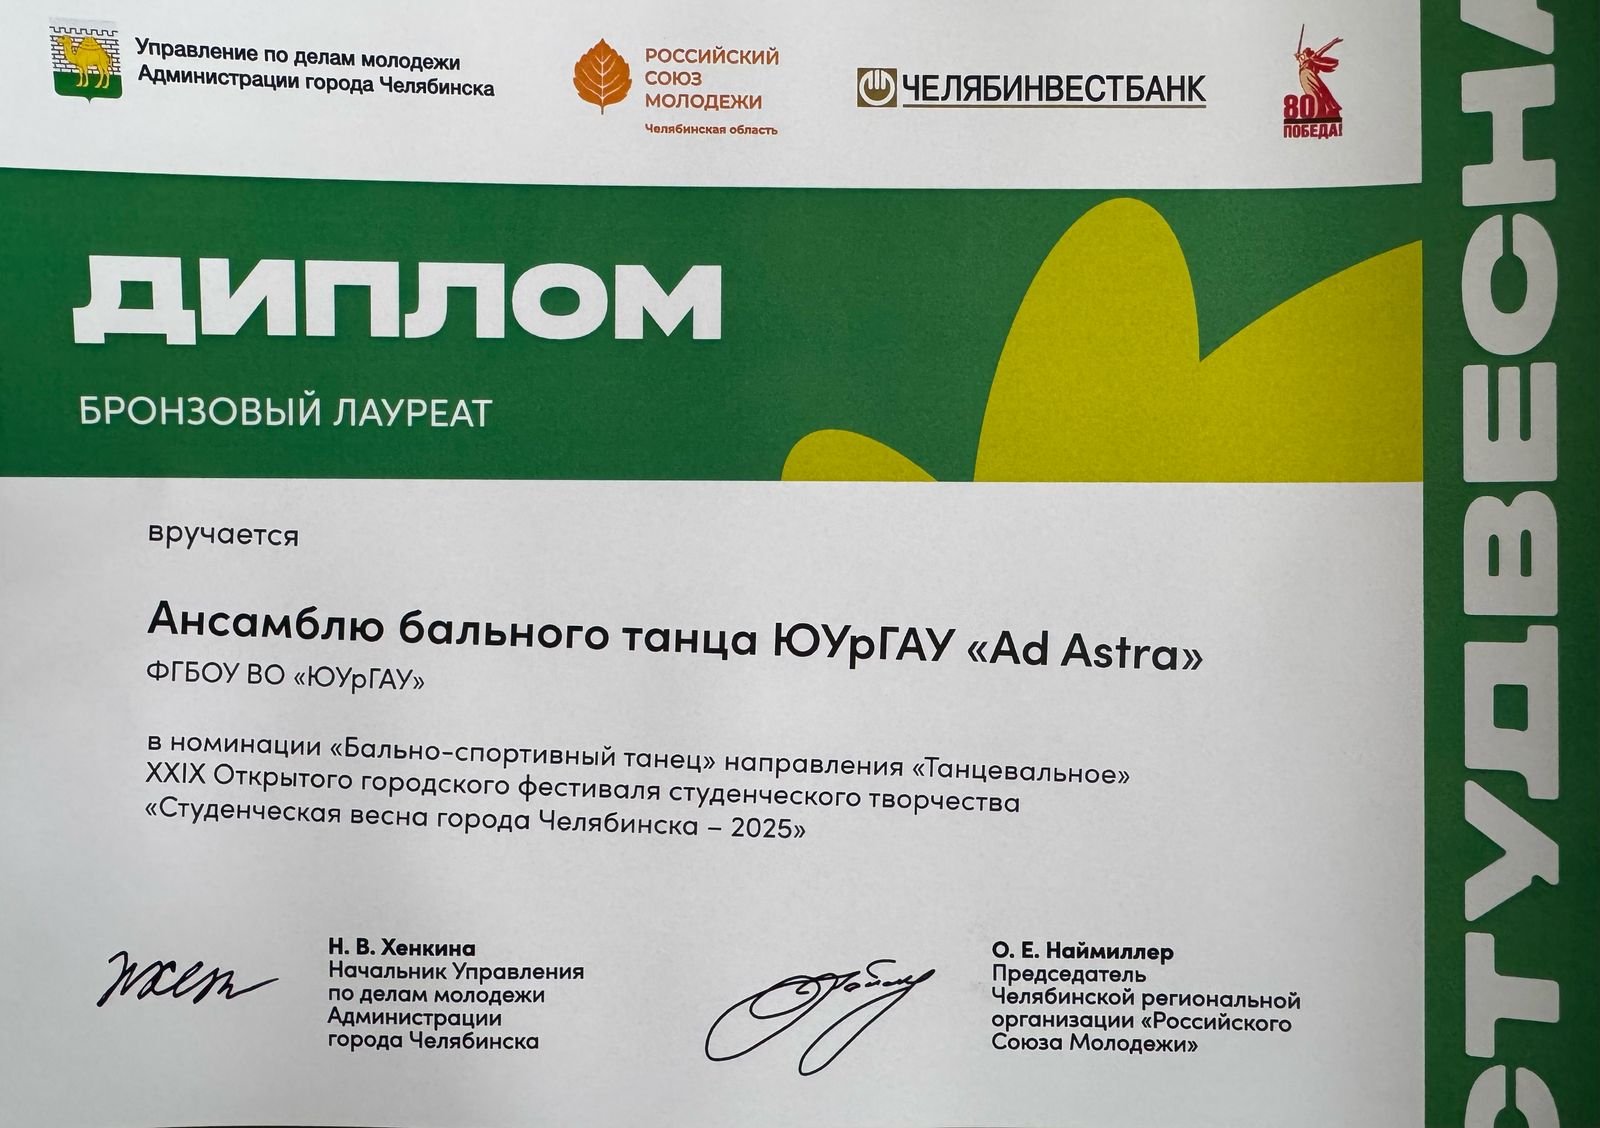 Управление по делам молодежи
Администрации города Челябинска
РОССИЙСКИЙ
СОЮЗ
МОЛОДЕЖИ
Челябинская область
ЧЕЛЯБИНВЕСТБАНК
80
ПОБЕДА!
ДИПЛОМ
БРОНЗОВЫЙ ЛАУРЕАТ
вручается
Ансамблю бального танца ЮУрГАУ «Ad Astra»
ФГБОУ ВО «ЮУрГАУ»
в номинации «Бально-спортивный танец» направления «Танцевальное»
XXIX Открытого городского фестиваля студенческого творчества
«Студенческая весна города Челябинска – 2025»
Н. В. Хенкина
Начальник Управления
по делам молодежи
Администрации
города Челябинска
О. Е. Наймиллер
Председатель
Челябинской региональной
организации «Российского
Союза Молодежи»
СТУДВЕСНА